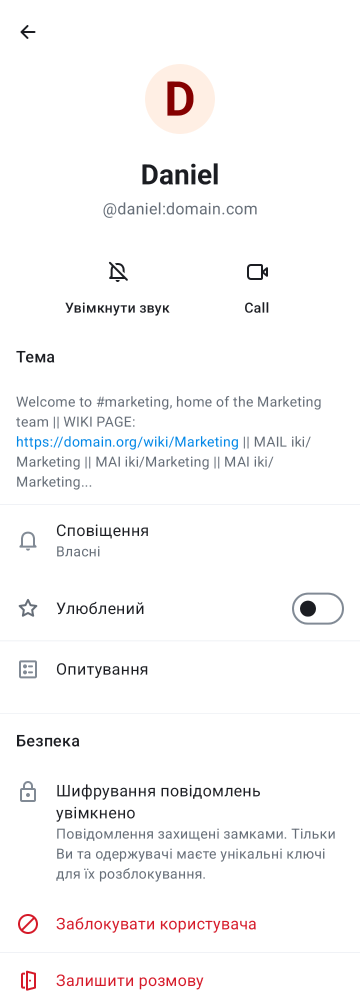 D
Daniel
@daniel:domain.com
Увімкнути звук
Call
Тема
Welcome to #marketing, home of the Marketing
team || WIKI PAGE:
https://domain.org/wiki/Marketing || MAIL iki/
Marketing || MAI iki/Marketing || MAI iki/
Marketing...
Сповіщення
Власні
Улюблений
Опитування
Безпека
Шифрування повідомлень
увімкнено
Повідомлення захищені замками. Тільки
Ви та одержувачі маєте унікальні ключі
для їх розблокування.
Заблокувати користувача
Залишити розмову